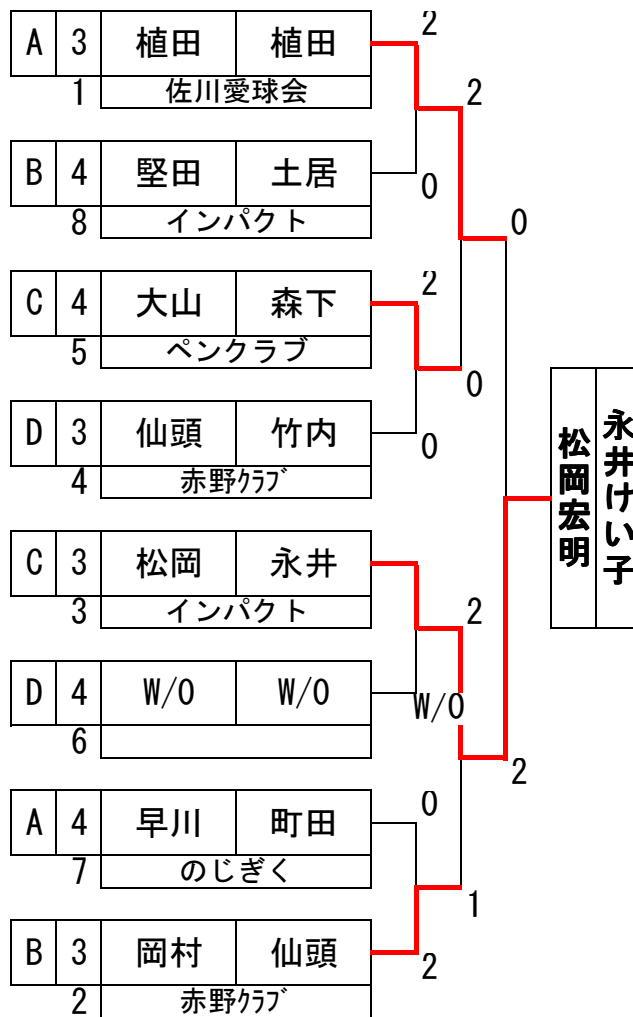 2
A 3 植田 植田
2
1 佐川愛球会
B 4 堅田 土居
0
8 インパクト
0
2
C 4 大山 森下
5 ペンクラブ
0
D 3 仙頭 竹内
0
4 赤野ｸﾗﾌﾞ
松岡宏明
永井けい子
C 3 松岡 永井
2
3 インパクト
D 4 W/O W/O
W/O
6
2
0
A 4 早川 町田
7 のじぎく
1
B 3 岡村 仙頭
2
2 赤野ｸﾗﾌﾞ